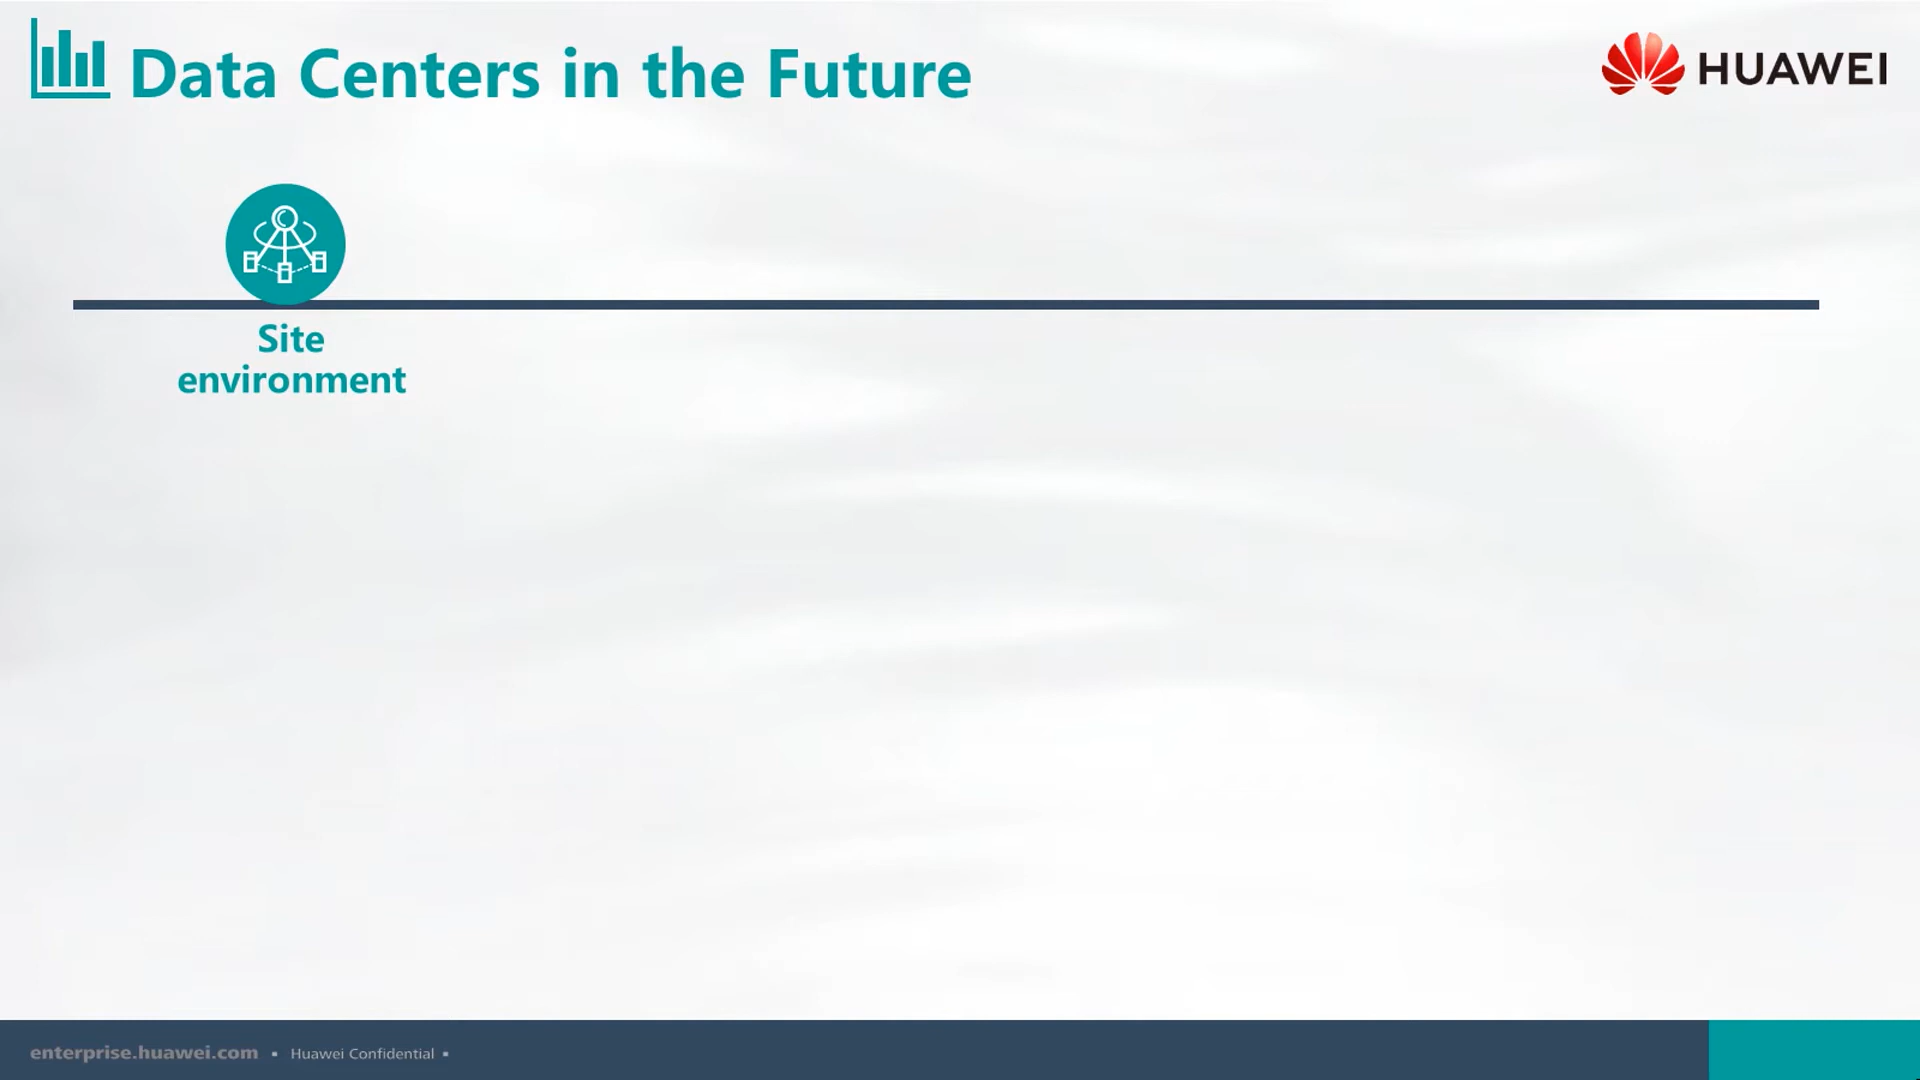 Data Centers in the Future
HUAWEI
Site
environment
enterprise.huawei.com ▪ Huawei Confidential ▪